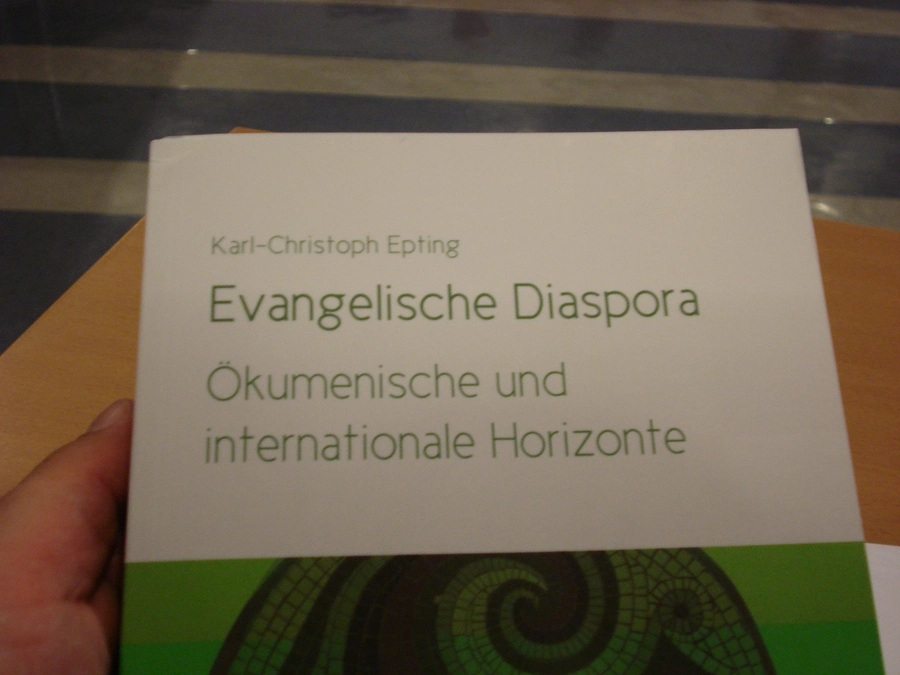 Karl-Christoph Epting
Evangelische Diaspora
Ökumenische und
internationale Horizonte